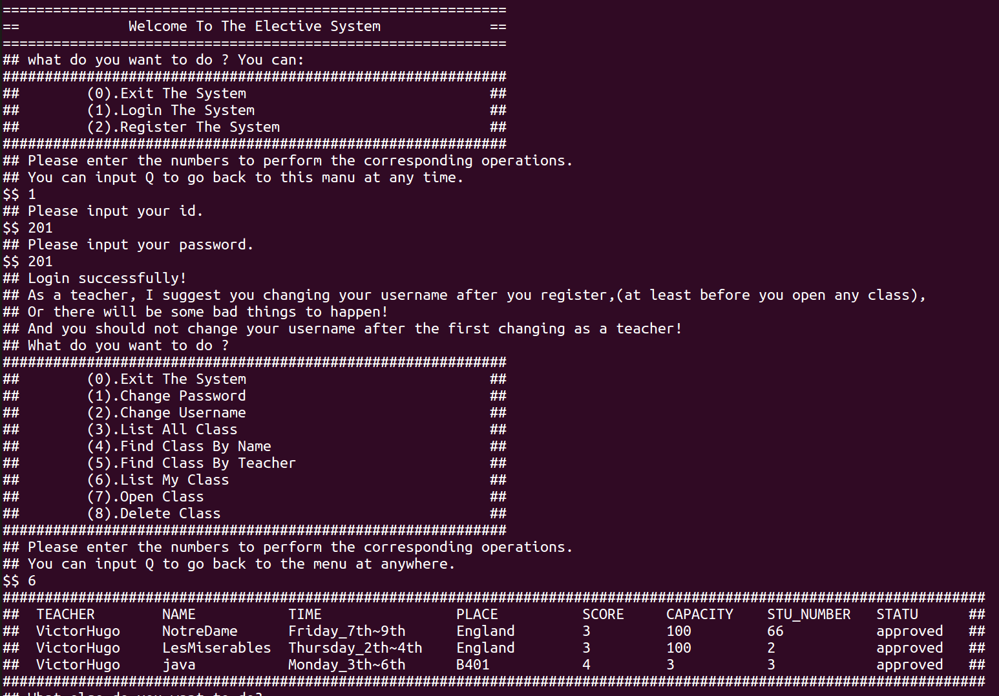 ============================================================
==             Welcome To The Elective System             ==
============================================================
## what do you want to do ? You can:
############################################################
##        (0).Exit The System                             ##
##        (1).Login The System                            ##
##        (2).Register The System                         ##
############################################################
## Please enter the numbers to perform the corresponding operations.
## You can input Q to go back to this manu at any time.
$$ 1
## Please input your id.
$$ 201
## Please input your password.
$$ 201
## Login successfully!
## As a teacher, I suggest you changing your username after you register,(at least before you open any class),
## Or there will be some bad things to happen!
## And you should not change your username after the first changing as a teacher!
## What do you want to do ?
############################################################
##        (0).Exit The System                             ##
##        (1).Change Password                             ##
##        (2).Change Username                             ##
##        (3).List All Class                              ##
##        (4).Find Class By Name                          ##
##        (5).Find Class By Teacher                       ##
##        (6).List My Class                               ##
##        (7).Open Class                                  ##
##        (8).Delete Class                                ##
############################################################
## Please enter the numbers to perform the corresponding operations.
## You can input Q to go back to the menu at anywhere.
$$ 6
#####################################################################################################################
##  TEACHER        NAME           TIME                PLACE          SCORE     CAPACITY    STU_NUMBER   STATU      ##
##  VictorHugo     NotreDame      Friday_7th~9th      England        3         100         66           approved   ##
##  VictorHugo     LesMiserables  Thursday_2th~4th    England        3         100         2            approved   ##
##  VictorHugo     java           Monday_3th~6th      B401           4         3           3            approved   ##
#####################################################################################################################
## What else do you want to do?